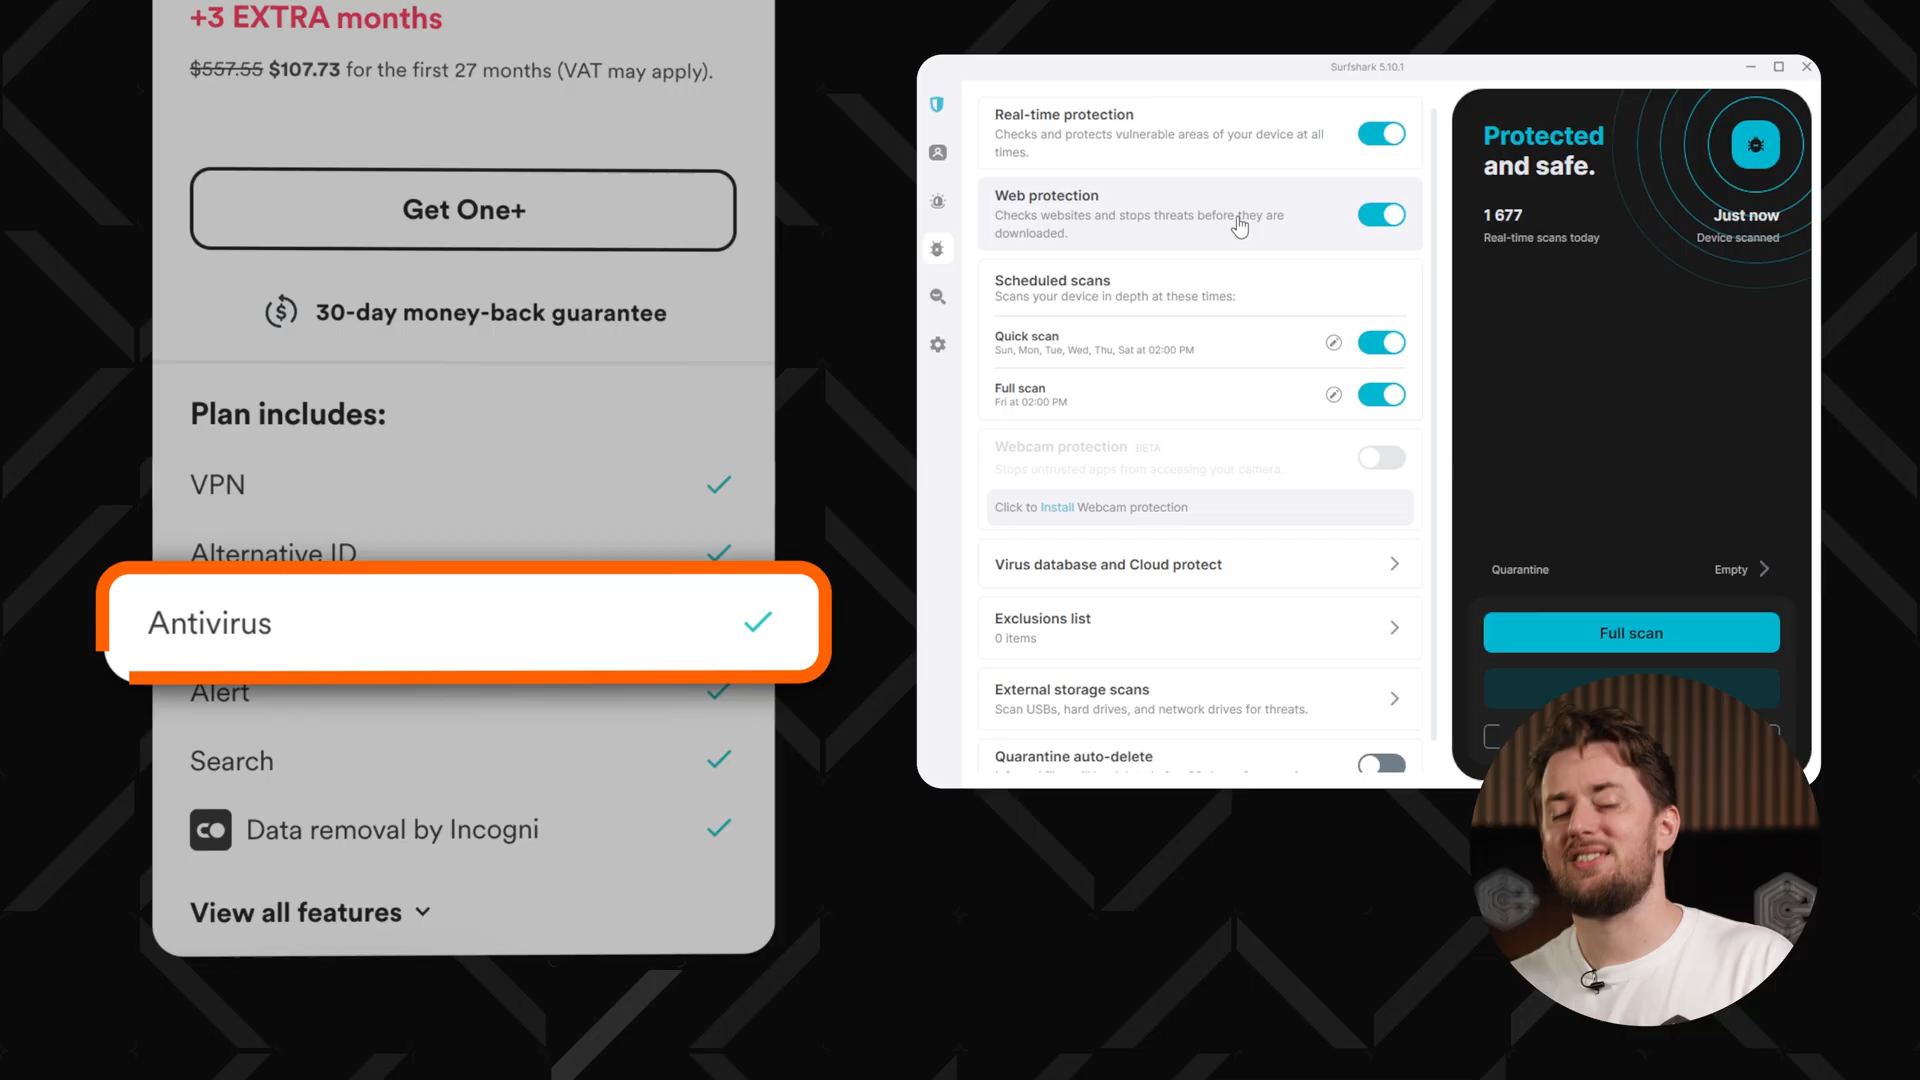 +3 EXTRA months
$557.55 $107.73 for the first 27 months (VAT may apply).
Get One+
30-day money-back guarantee
Plan includes:
VPN
Alternative ID
Antivirus
Alert
Search
Data removal by Incogni
View all features
Surfshark 5.10.1
Real-time protection
Checks and protects vulnerable areas of your device at all
times.
Web protection
Checks websites and stops threats before they are
downloaded.
Scheduled scans
Scans your device in depth at these times:
Quick scan
Sun, Mon, Tue, Wed, Thu, Sat at 02:00 PM
Full scan
Fri at 02:00 PM
Webcam protection BETA
Stops untrusted apps from accessing your camera.
Click to Install Webcam protection
Virus database and Cloud protect
Exclusions list
0 items
External storage scans
Scan USBs, hard drives, and network drives for threats.
Quarantine auto-delete
Protected
and safe.
1 677
Real-time scans today
Just now
Device scanned
Quarantine
Empty
Full scan